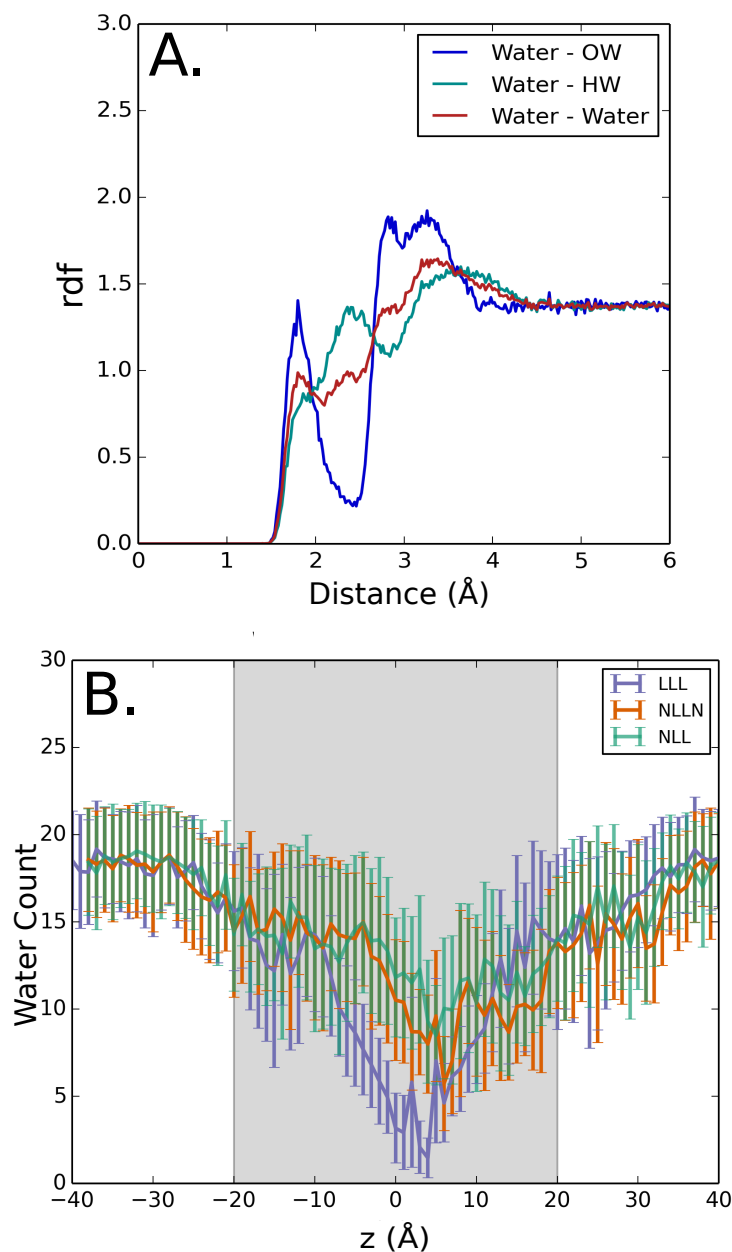 A.
Water - OW
Water - HW
Water - Water
3.0
2.5
2.0
1.5
1.0
0.5
0.0
rdf
0 1 2 3 4 5 6
Distance (Å)
B.
LLL
NLLN
NLL
30
25
20
15
10
5
0
Water Count
−40 −30 −20 −10 0 10 20 30 40
z (Å)